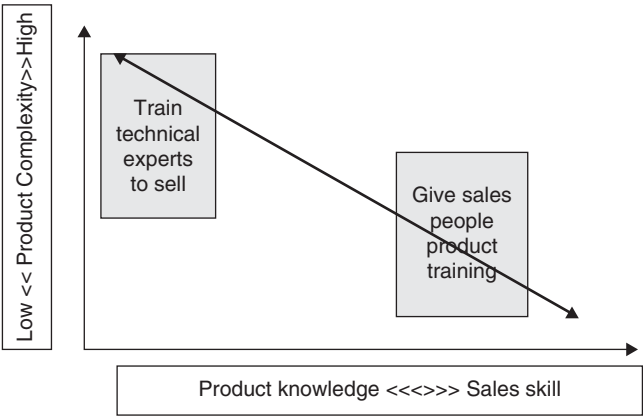 Low << Product Complexity>>High
Train
technical
experts
to sell
Give sales
people
product
training
Product knowledge <<<>>> Sales skill